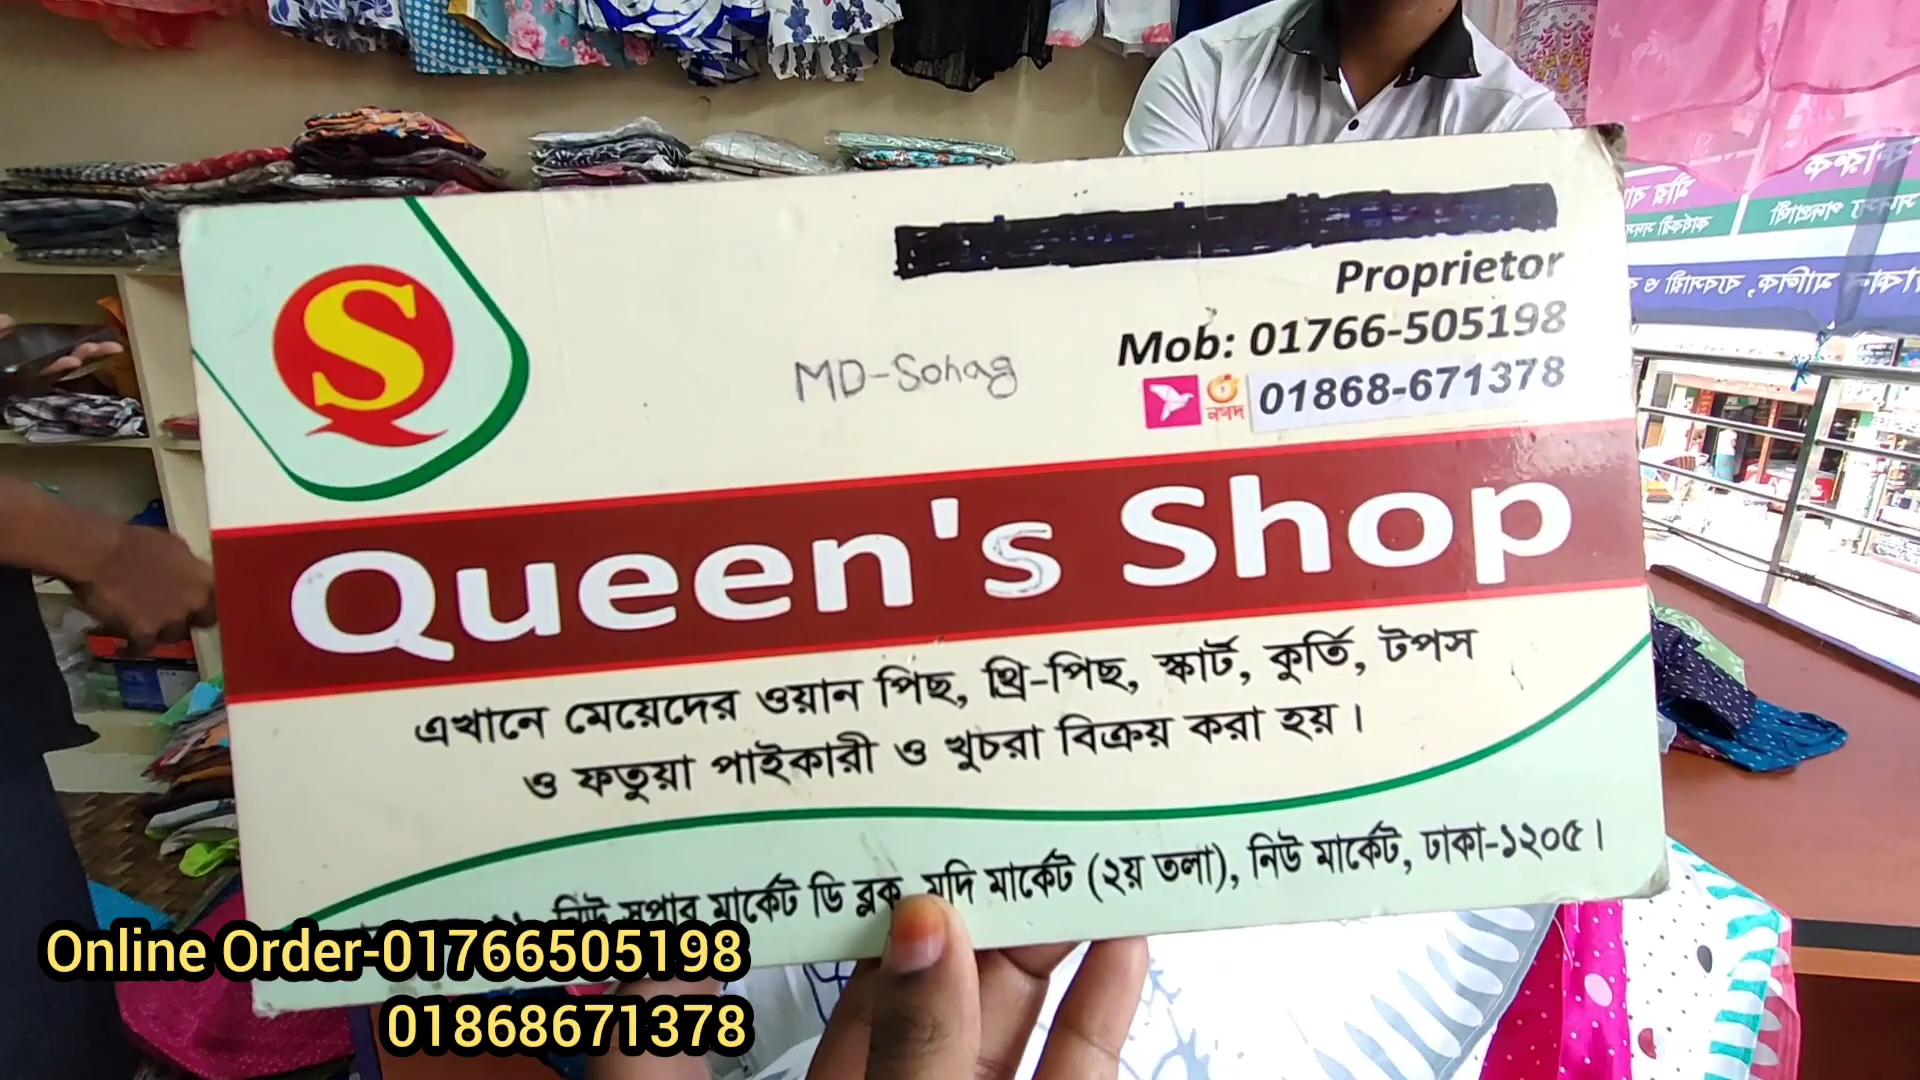 S
Proprietor
Mob: 01766-505198
MD-Sohag
নগদ 01868-671378
Queen's Shop
এখানে মেয়েদের ওয়ান পিছ, থ্রি-পিছ, স্কার্ট, কুর্তি, টপস
ও ফতুয়া পাইকারী ও খুচরা বিক্রয় করা হয়।
নিউ সুপার মার্কেট ডি ব্লক, মদি মার্কেট (২য় তলা), নিউ মার্কেট, ঢাকা-১২০৫।
Online Order-01766505198
01868671378